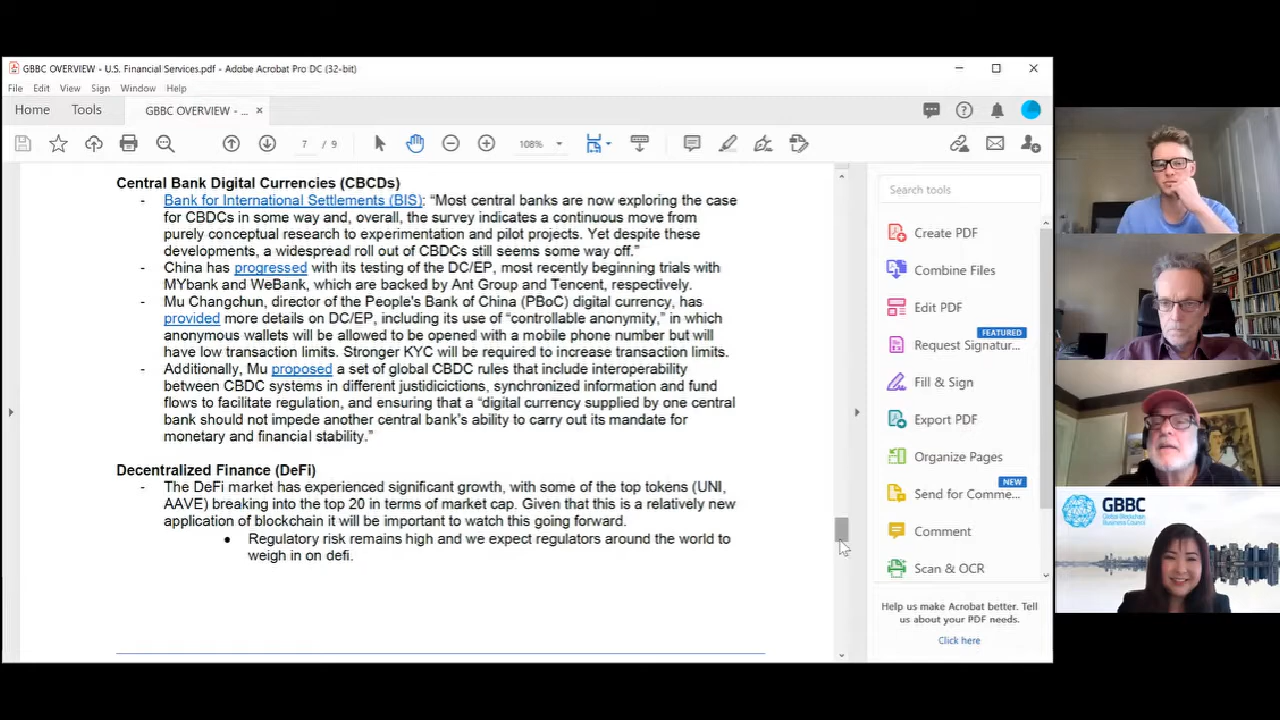 GBBC OVERVIEW - U.S. Financial Services.pdf - Adobe Acrobat Pro DC (32-bit)
File Edit View Sign Window Help
Home Tools GBBC OVERVIEW - ... ×
7 / 9 108%
Central Bank Digital Currencies (CBCDs)
- Bank for International Settlements (BIS): “Most central banks are now exploring the case
for CBDCs in some way and, overall, the survey indicates a continuous move from
purely conceptual research to experimentation and pilot projects. Yet despite these
developments, a widespread roll out of CBDCs still seems some way off.”
- China has progressed with its testing of the DC/EP, most recently beginning trials with
MYbank and WeBank, which are backed by Ant Group and Tencent, respectively.
- Mu Changchun, director of the People's Bank of China (PBoC) digital currency, has
provided more details on DC/EP, including its use of “controllable anonymity,” in which
anonymous wallets will be allowed to be opened with a mobile phone number but will
have low transaction limits. Stronger KYC will be required to increase transaction limits.
- Additionally, Mu proposed a set of global CBDC rules that include interoperability
between CBDC systems in different justidicictions, synchronized information and fund
flows to facilitate regulation, and ensuring that a “digital currency supplied by one central
bank should not impede another central bank's ability to carry out its mandate for
monetary and financial stability.”
Decentralized Finance (DeFi)
- The DeFi market has experienced significant growth, with some of the top tokens (UNI,
AAVE) breaking into the top 20 in terms of market cap. Given that this is a relatively new
application of blockchain it will be important to watch this going forward.
• Regulatory risk remains high and we expect regulators around the world to
weigh in on defi.
Search tools
Create PDF
Combine Files
Edit PDF
FEATURED
Request Signatur...
Fill & Sign
Export PDF
Organize Pages
NEW
Send for Comme...
Comment
Scan & OCR
Help us make Acrobat better. Tell
us about your PDF needs.
Click here
GBBC
Global Blockchain
Business Council